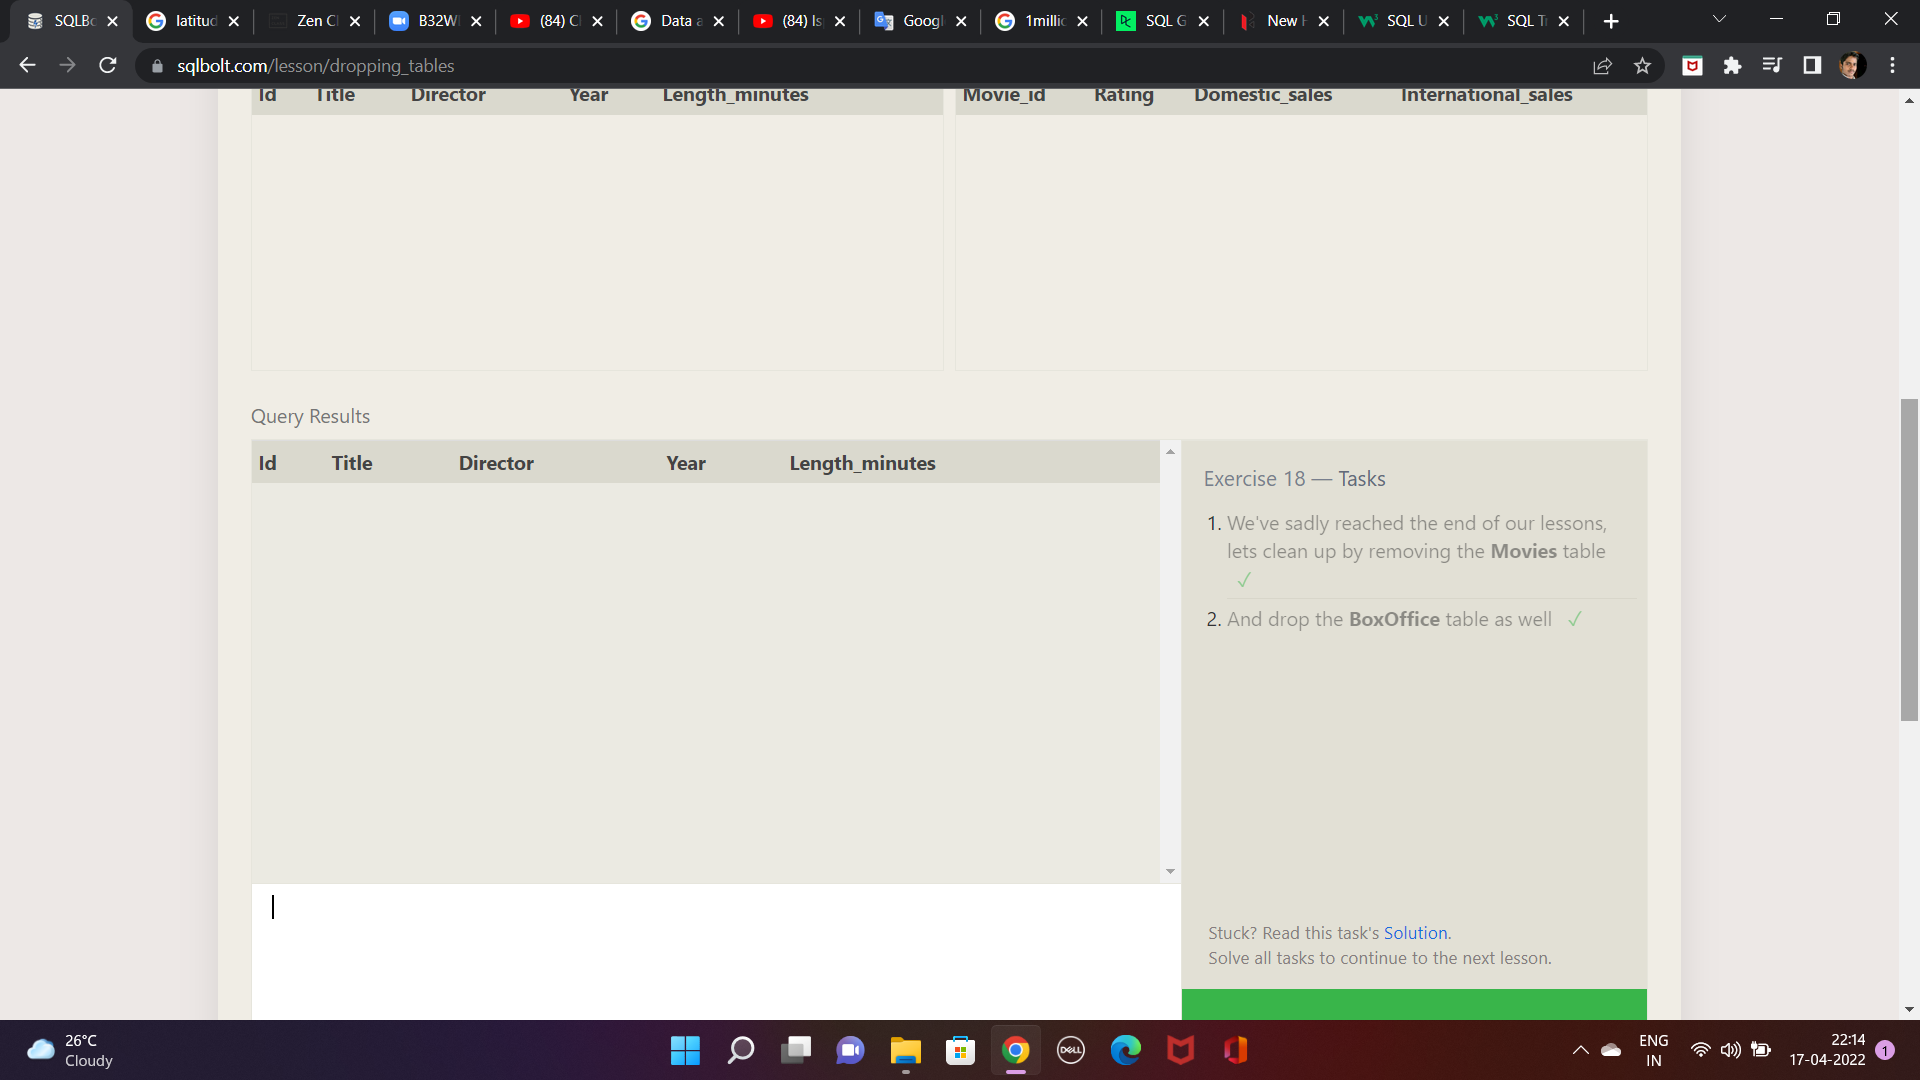 SQLBo latitud Zen Cl B32W (84) Cl Data a (84) Is Googl 1millic SQL G New H SQL U SQL Tr
sqlbolt.com/lesson/dropping_tables
Id Title Director Year Length_minutes Movie_id Rating Domestic_sales International_sales
Query Results
Id Title Director Year Length_minutes
Exercise 18 — Tasks
1. We've sadly reached the end of our lessons,
lets clean up by removing the Movies table
✓
2. And drop the BoxOffice table as well ✓
Stuck? Read this task's Solution.
Solve all tasks to continue to the next lesson.
26°C
Cloudy
DELL
ENG
IN
22:14
17-04-2022
1